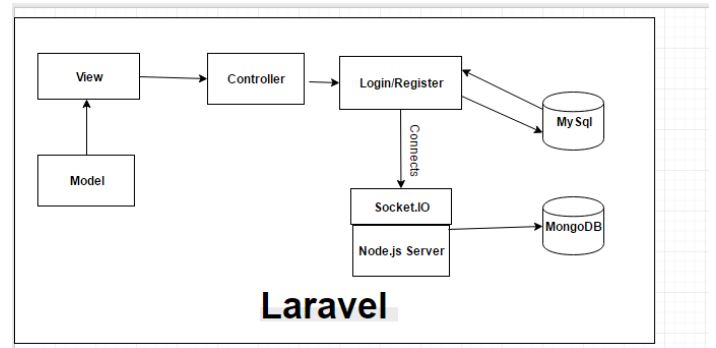 View
Controller
Login/Register
MySql
Connects
Model
Socket.IO
MongoDB
Node.js Server
Laravel